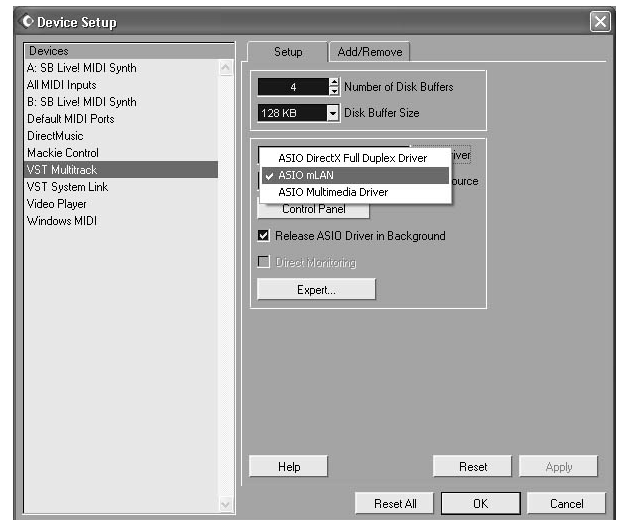 Device Setup
Devices
A: SB Live! MIDI Synth
All MIDI Inputs
B: SB Live! MIDI Synth
Default MIDI Ports
DirectMusic
Mackie Control
VST Multitrack
VST System Link
Video Player
Windows MIDI
Setup
Add/Remove
4 Number of Disk Buffers
128 KB Disk Buffer Size
ASIO DirectX Full Duplex Driver
ASIO mLAN
ASIO Multimedia Driver
Control Panel
Release ASIO Driver in Background
Direct Monitoring
Expert...
Help
Reset
Apply
Reset All
OK
Cancel